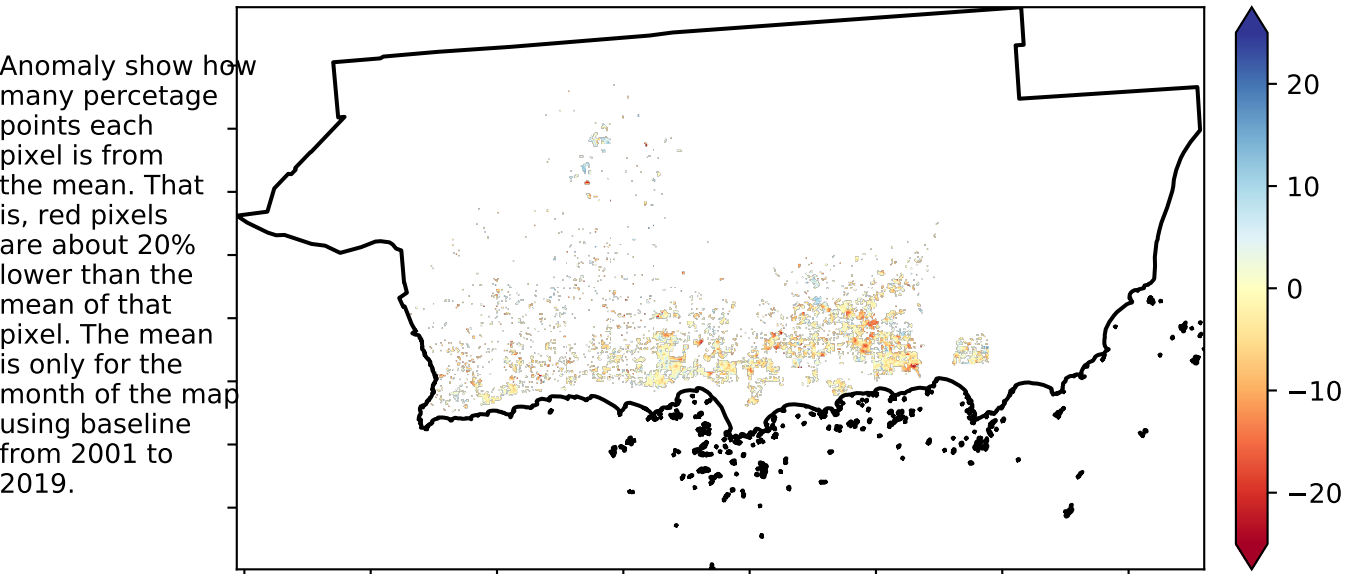 Anomaly show how
many percetage
points each
pixel is from
the mean. That
is, red pixels
are about 20%
lower than the
mean of that
pixel. The mean
is only for the
month of the map
using baseline
from 2001 to
2019.
20
10
0
−10
−20